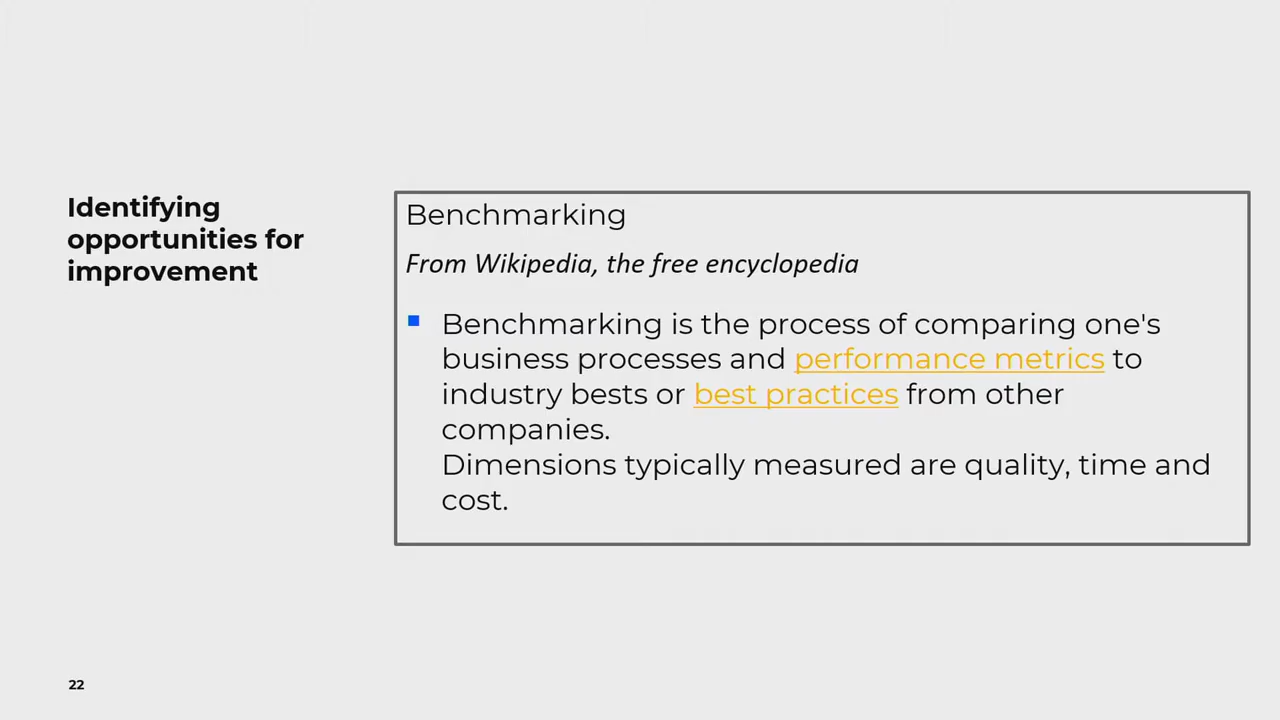 Identifying
opportunities for
improvement
Benchmarking
From Wikipedia, the free encyclopedia
Benchmarking is the process of comparing one's
business processes and performance metrics to
industry bests or best practices from other
companies.
Dimensions typically measured are quality, time and
cost.
22